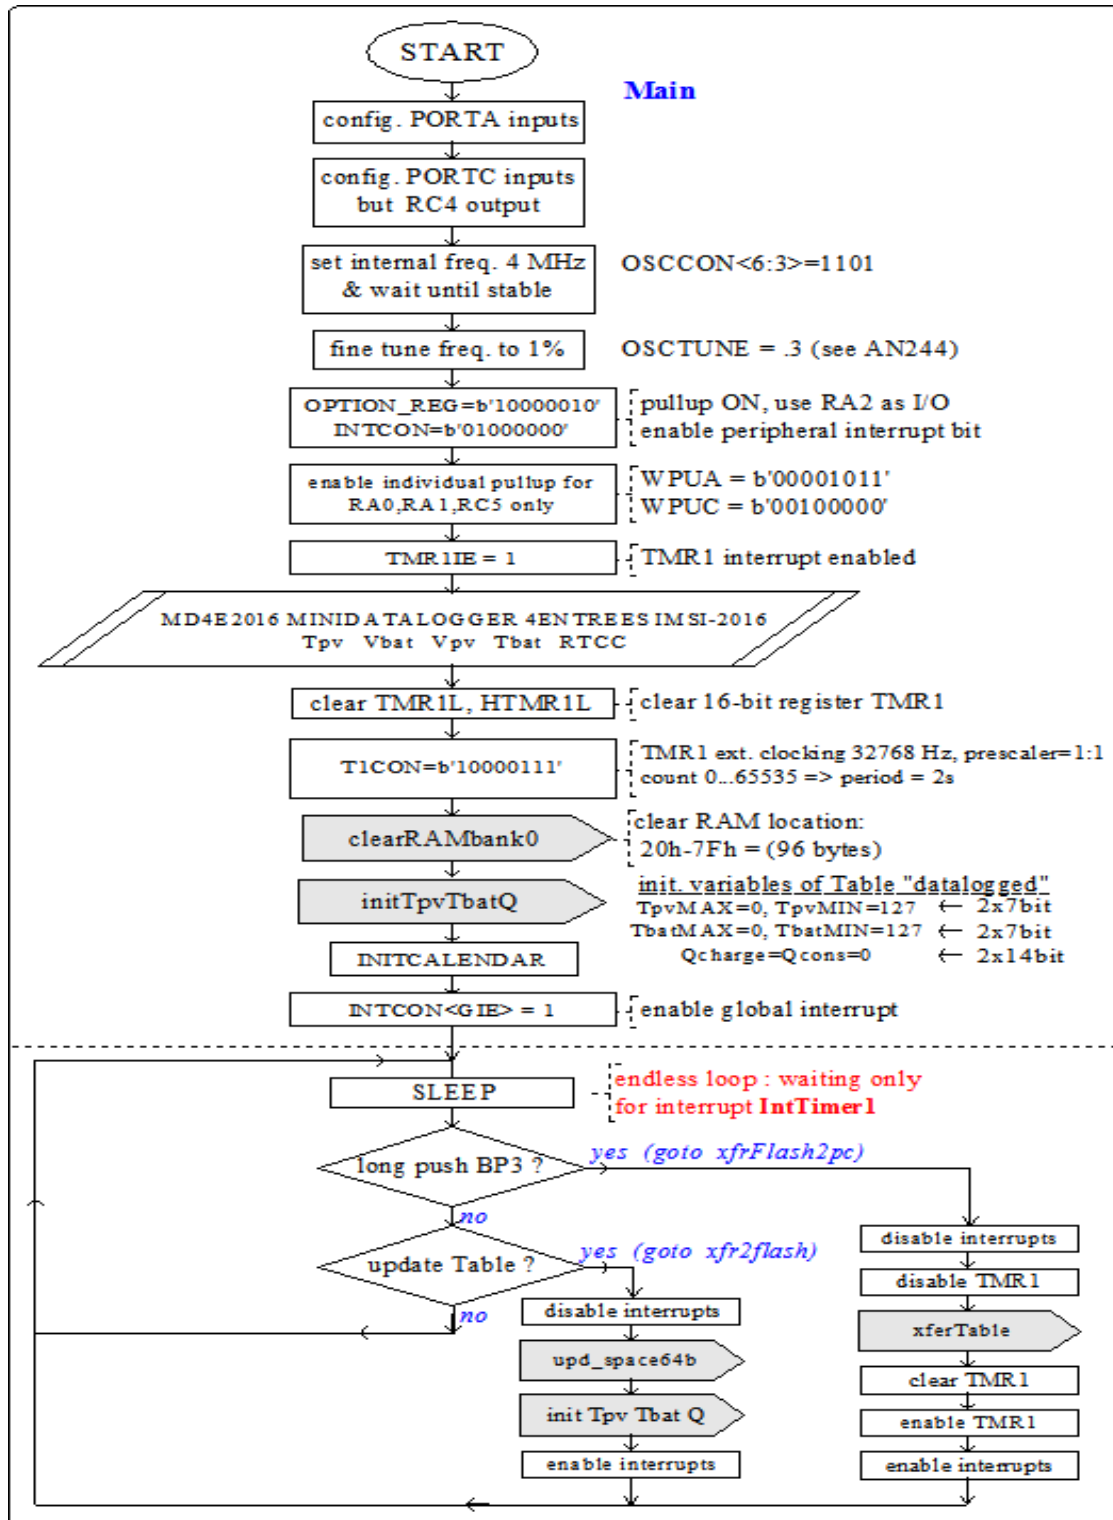 START
Main
config. PORTA inputs
config. PORTC inputs
but RC4 output
set internal freq. 4 MHz
& wait until stable
OSCCON<6:3>=1101
fine tune freq. to 1%
OSCTUNE = .3 (see AN244)
OPTION_REG=b'10000010'
INTCON=b'01000000'
pullup ON, use RA2 as I/O
enable peripheral interrupt bit
enable individual pullup for
RA0,RA1,RC5 only
WPUA = b'00001011'
WPUC = b'00100000'
TMR1IE = 1
TMR1 interrupt enabled
MD4E2016 MINIDATALOGGER 4ENTREES IMSI-2016
Tpv Vbat Vpv Tbat RTCC
clear TMR1L, HTMR1L
clear 16-bit register TMR1
T1CON=b'10000111'
TMR1 ext. clocking 32768 Hz, prescaler=1:1
count 0...65535 => period = 2s
clearRAMbank0
clear RAM location:
20h-7Fh = (96 bytes)
initTpvTbatQ
init. variables of Table "datalogged"
TpvMAX=0, TpvMIN=127 ← 2x7bit
TbatMAX=0, TbatMIN=127 ← 2x7bit
Qcharge=Qcons=0 ← 2x14bit
INITCALENDAR
INTCON<GIE> = 1
enable global interrupt
SLEEP
endless loop : waiting only
for interrupt IntTimer1
long push BP3 ?
yes (goto xfrFlash2pc)
no
update Table ?
yes (goto xfr2flash)
no
disable interrupts
upd_space64b
init Tpv Tbat Q
enable interrupts
disable interrupts
disable TMR1
xferTable
clear TMR1
enable TMR1
enable interrupts